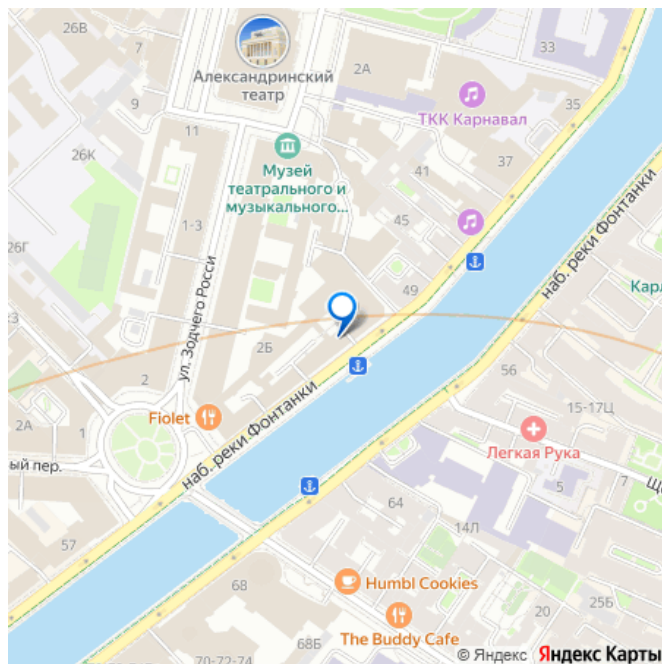 26В
33
2А
Александринский
театр
9
35
ТКК Карнавал
11
26К
Музей
театрального и
музыкального...
41
37
45
1-3
26Г
наб. реки Фонтанки
ул. Зодчего Росси
49
Карл
2Б
2
56
15-17Ц
Fiolet
2А
1
Легкая Рука
ый пер.
наб. реки Фонтанки
5
7
64
14Л
57
68
Humbl Cookies
20
25Б
68Б
The Buddy Cafe
70-72-74
© Яндекс Яндекс Карты